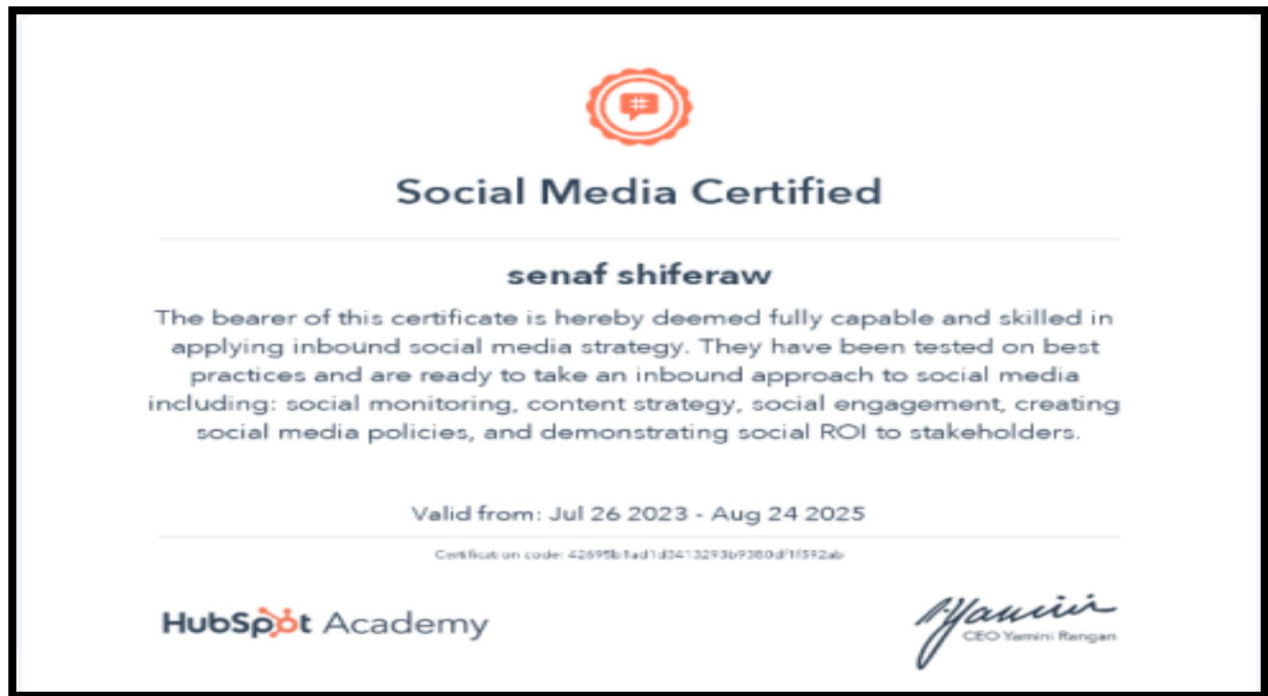 #
Social Media Certified
senaf shiferaw
The bearer of this certificate is hereby deemed fully capable and skilled in
applying inbound social media strategy. They have been tested on best
practices and are ready to take an inbound approach to social media
including: social monitoring, content strategy, social engagement, creating
social media policies, and demonstrating social ROI to stakeholders.
Valid from: Jul 26 2023 - Aug 24 2025
Certification code:
HubSpot Academy
CEO Yamini Rangan